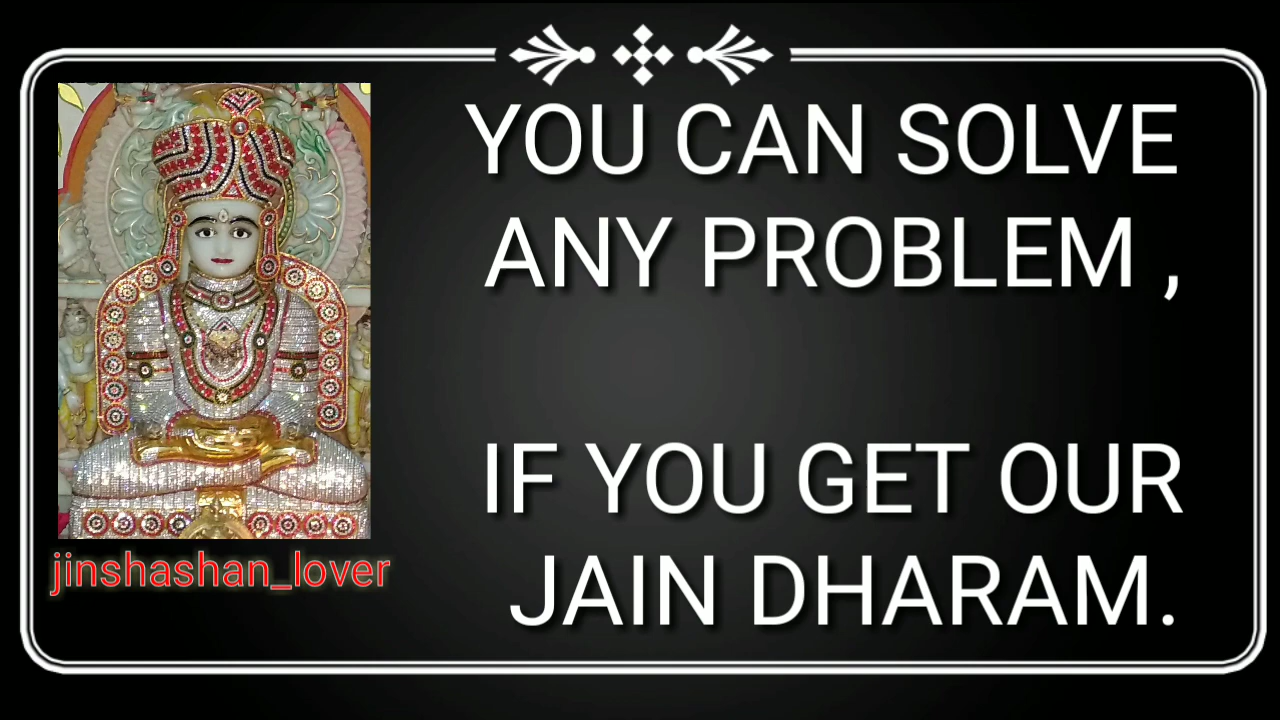 YOU CAN SOLVE
ANY PROBLEM ,
IF YOU GET OUR
JAIN DHARAM.
jinshashan_lover